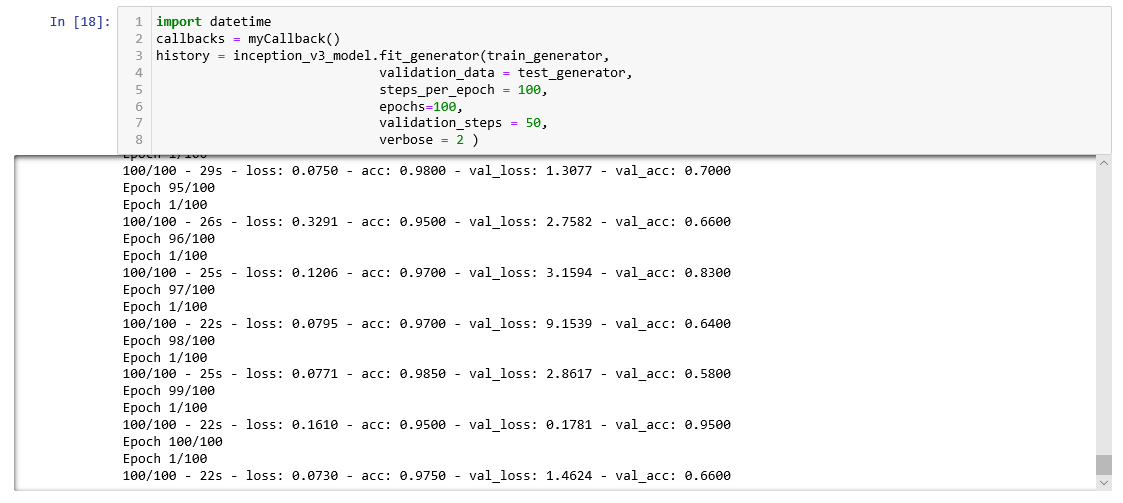 In [18]:
1 import datetime
2 callbacks = myCallback()
3 history = inception_v3_model.fit_generator(train_generator,
4 validation_data = test_generator,
5 steps_per_epoch = 100,
6 epochs=100,
7 validation_steps = 50,
8 verbose = 2 )
Epoch 1/100
100/100 - 29s - loss: 0.0750 - acc: 0.9800 - val_loss: 1.3077 - val_acc: 0.7000
Epoch 95/100
Epoch 1/100
100/100 - 26s - loss: 0.3291 - acc: 0.9500 - val_loss: 2.7582 - val_acc: 0.6600
Epoch 96/100
Epoch 1/100
100/100 - 25s - loss: 0.1206 - acc: 0.9700 - val_loss: 3.1594 - val_acc: 0.8300
Epoch 97/100
Epoch 1/100
100/100 - 22s - loss: 0.0795 - acc: 0.9700 - val_loss: 9.1539 - val_acc: 0.6400
Epoch 98/100
Epoch 1/100
100/100 - 25s - loss: 0.0771 - acc: 0.9850 - val_loss: 2.8617 - val_acc: 0.5800
Epoch 99/100
Epoch 1/100
100/100 - 22s - loss: 0.1610 - acc: 0.9500 - val_loss: 0.1781 - val_acc: 0.9500
Epoch 100/100
Epoch 1/100
100/100 - 22s - loss: 0.0730 - acc: 0.9750 - val_loss: 1.4624 - val_acc: 0.6600